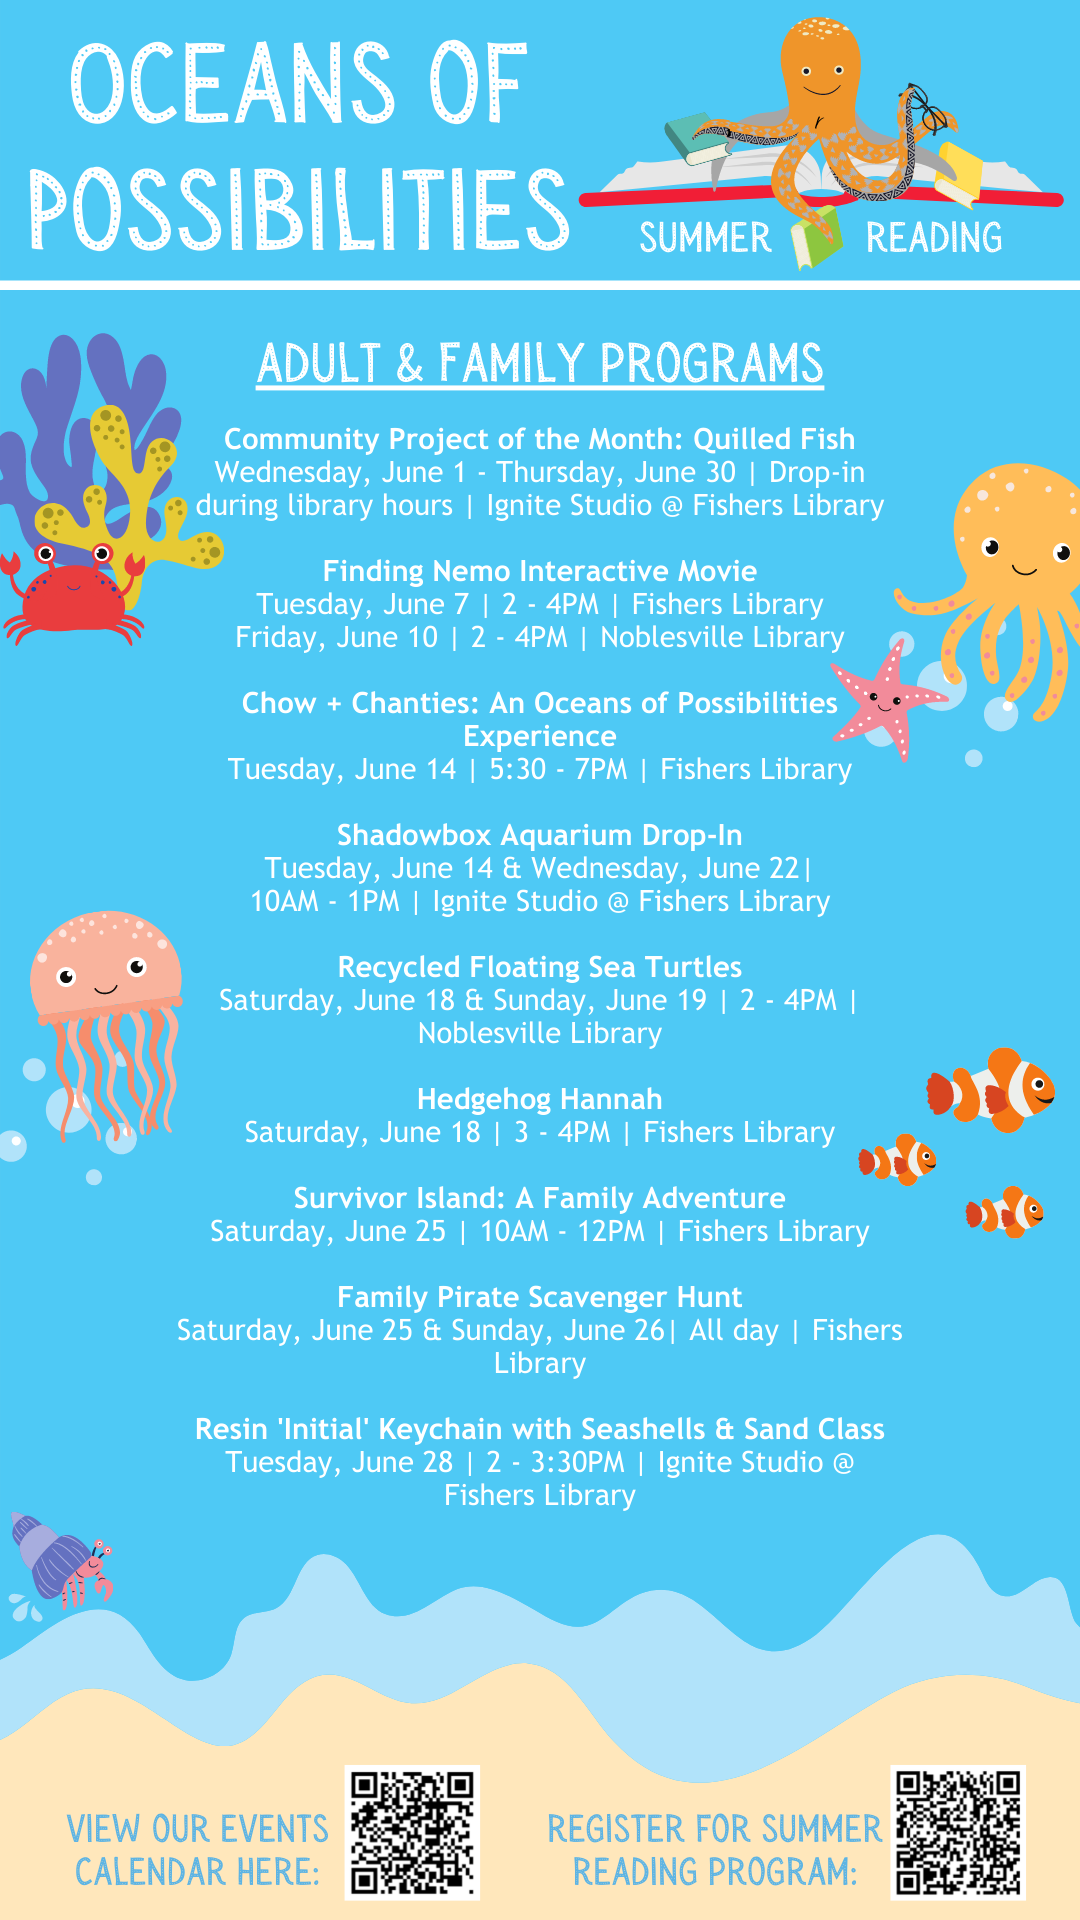 OCEANS OF
POSSIBILITIES
SUMMER READING
ADULT & FAMILY PROGRAMS
Community Project of the Month: Quilled Fish
Wednesday, June 1 - Thursday, June 30 | Drop-in
during library hours | Ignite Studio @ Fishers Library
Finding Nemo Interactive Movie
Tuesday, June 7 | 2 - 4PM | Fishers Library
Friday, June 10 | 2 - 4PM | Noblesville Library
Chow + Chanties: An Oceans of Possibilities
Experience
Tuesday, June 14 | 5:30 - 7PM | Fishers Library
Shadowbox Aquarium Drop-In
Tuesday, June 14 & Wednesday, June 22|
10AM - 1PM | Ignite Studio @ Fishers Library
Recycled Floating Sea Turtles
Saturday, June 18 & Sunday, June 19 | 2 - 4PM |
Noblesville Library
Hedgehog Hannah
Saturday, June 18 | 3 - 4PM | Fishers Library
Survivor Island: A Family Adventure
Saturday, June 25 | 10AM - 12PM | Fishers Library
Family Pirate Scavenger Hunt
Saturday, June 25 & Sunday, June 26| All day | Fishers
Library
Resin 'Initial' Keychain with Seashells & Sand Class
Tuesday, June 28 | 2 - 3:30PM | Ignite Studio @
Fishers Library
VIEW OUR EVENTS
CALENDAR HERE:
REGISTER FOR SUMMER
READING PROGRAM: